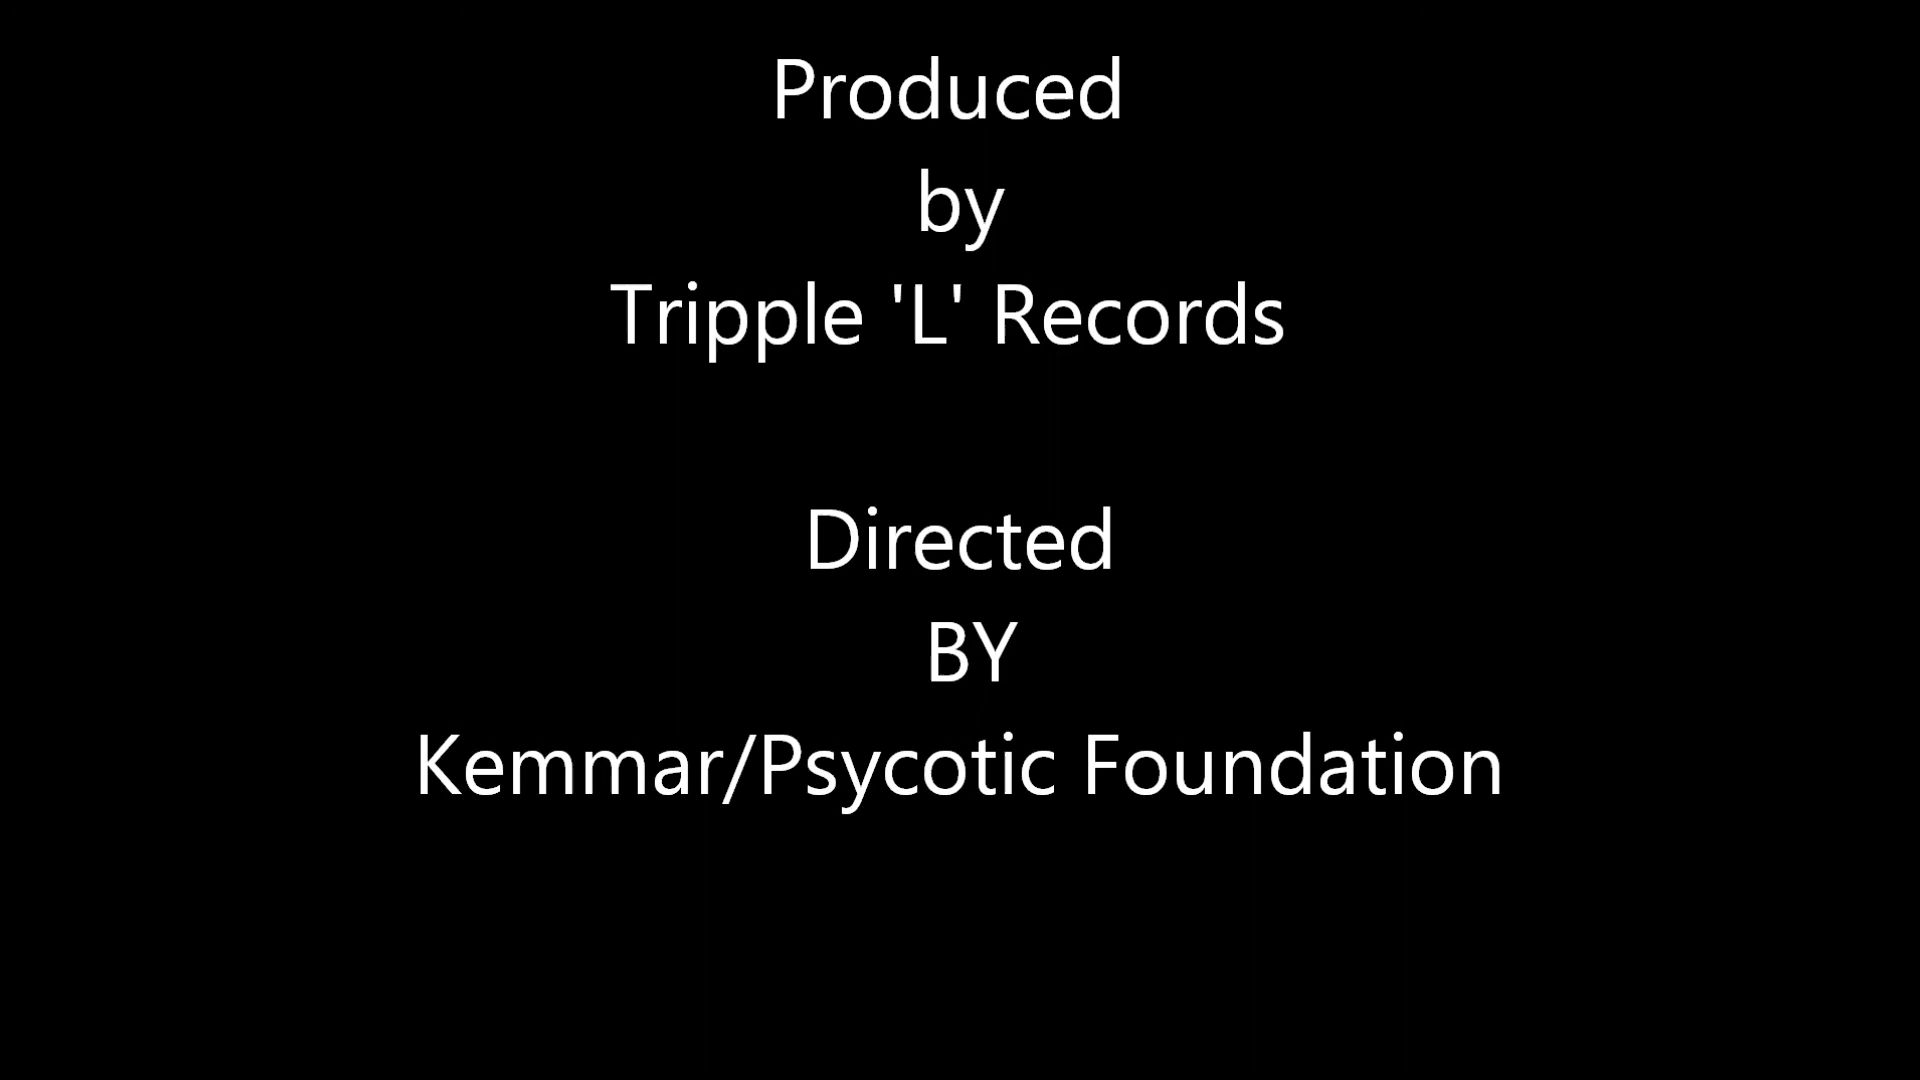 Produced
by
Tripple 'L' Records
Directed
BY
Kemmar/Psycotic Foundation